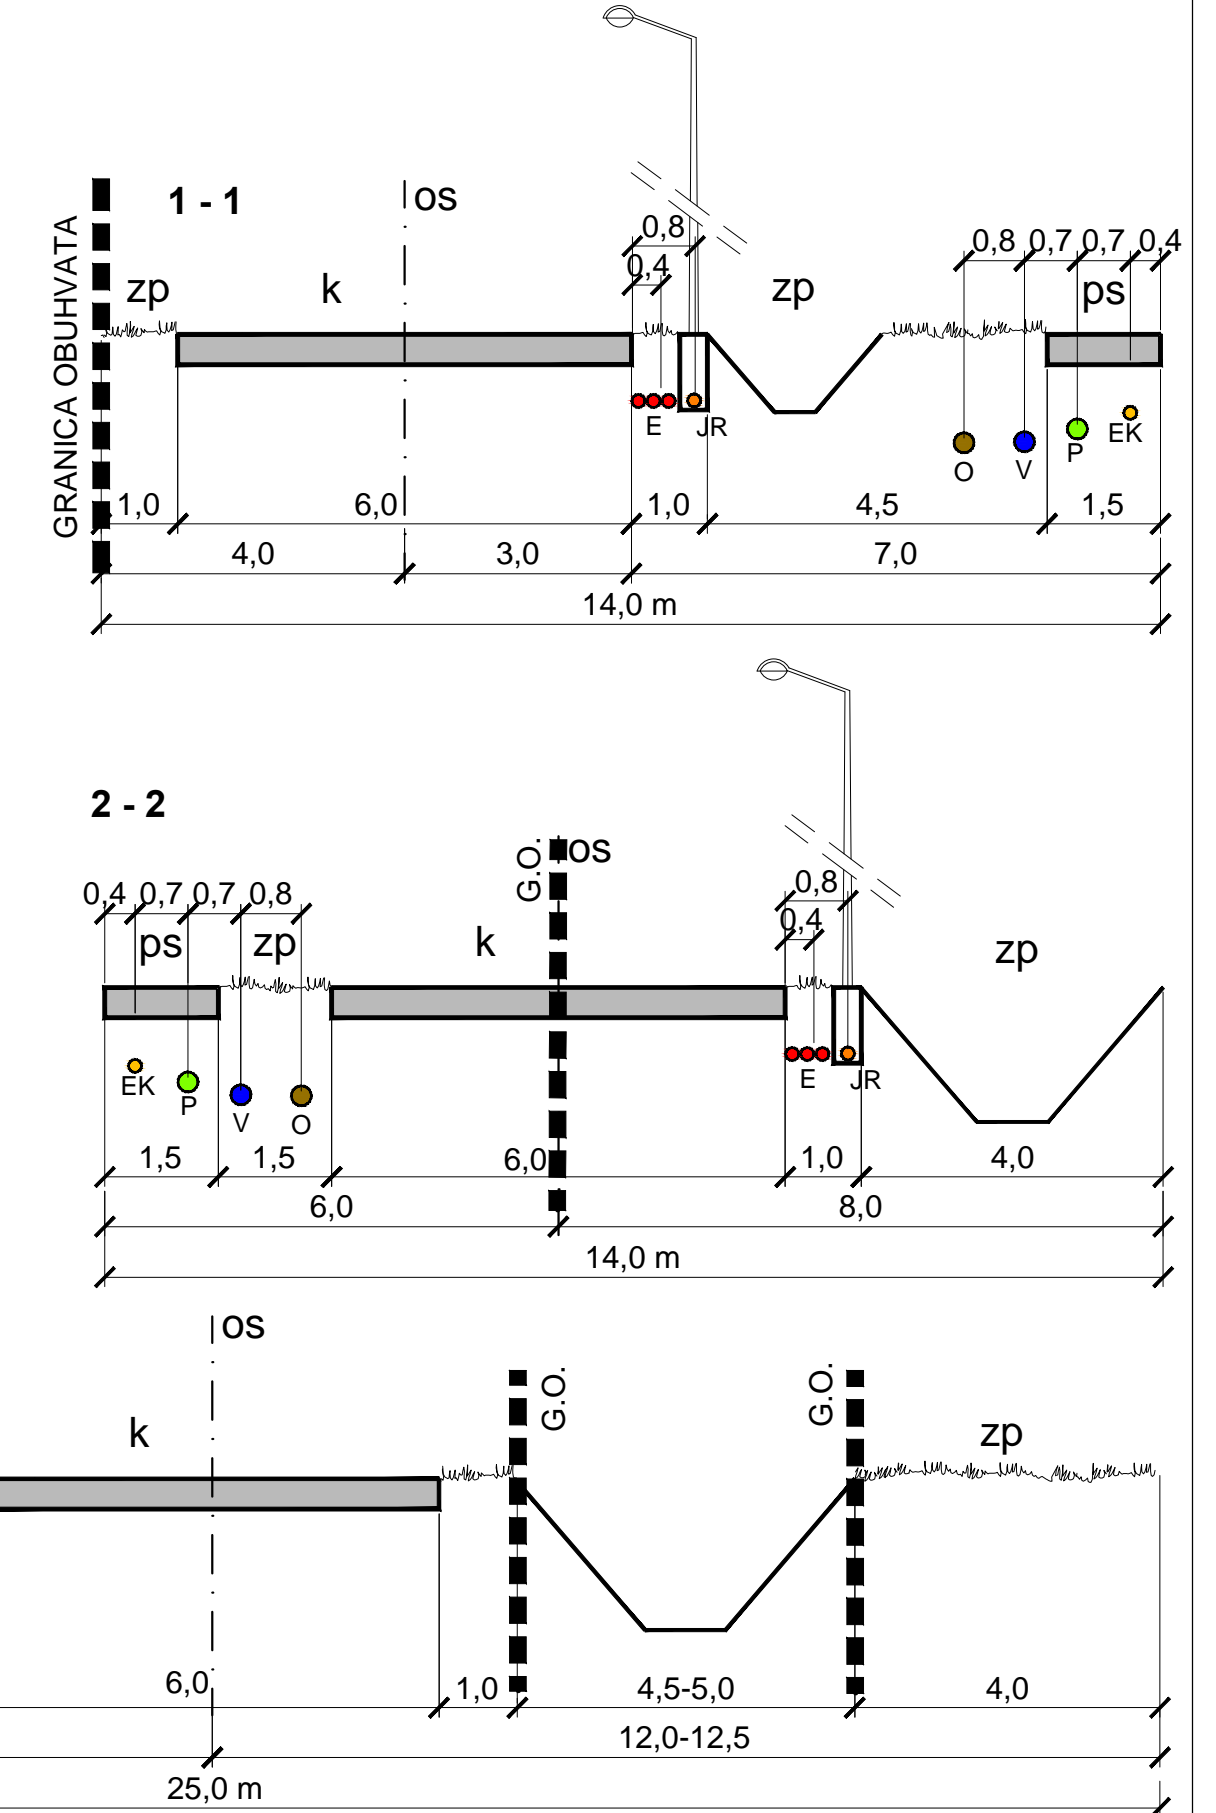 1 - 1
os
GRANICA OBUHVATA
0,8
0,4
0,8 0,7 0,7 0,4
zp k zp ps
E JR O V P EK
1,0 6,0 1,0 4,5 1,5
4,0 3,0 7,0
14,0 m
2 - 2
G.O. os
0,4 0,7 0,7 0,8
0,8
0,4
ps zp k zp
EK P V O E JR
1,5 1,5 6,0 1,0 4,0
6,0 8,0
14,0 m
os
G.O. G.O.
k zp
6,0 1,0 4,5-5,0 4,0
12,0-12,5
25,0 m